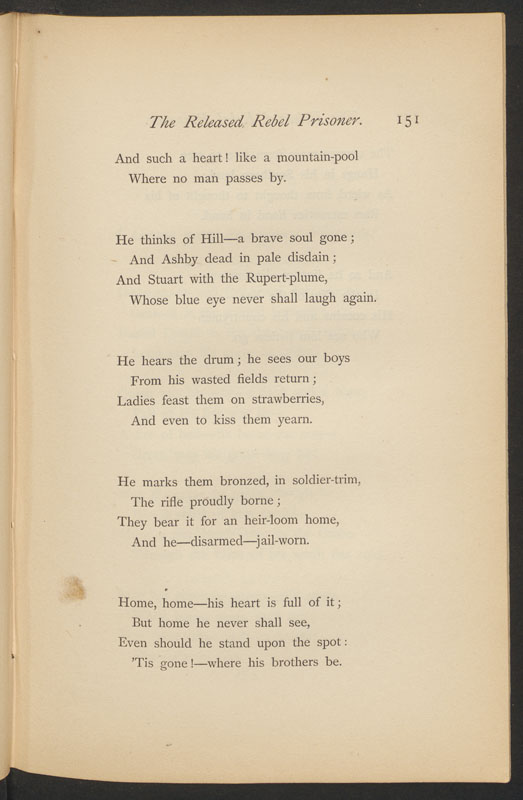 The Released Rebel Prisoner. 151
And such a heart! like a mountain-pool
Where no man passes by.
He thinks of Hill—a brave soul gone;
And Ashby dead in pale disdain;
And Stuart with the Rupert-plume,
Whose blue eye never shall laugh again.
He hears the drum; he sees our boys
From his wasted fields return;
Ladies feast them on strawberries,
And even to kiss them yearn.
He marks them bronzed, in soldier-trim,
The rifle proudly borne;
They bear it for an heir-loom home,
And he—disarmed—jail-worn.
Home, home—his heart is full of it;
But home he never shall see,
Even should he stand upon the spot:
'Tis gone!—where his brothers be.